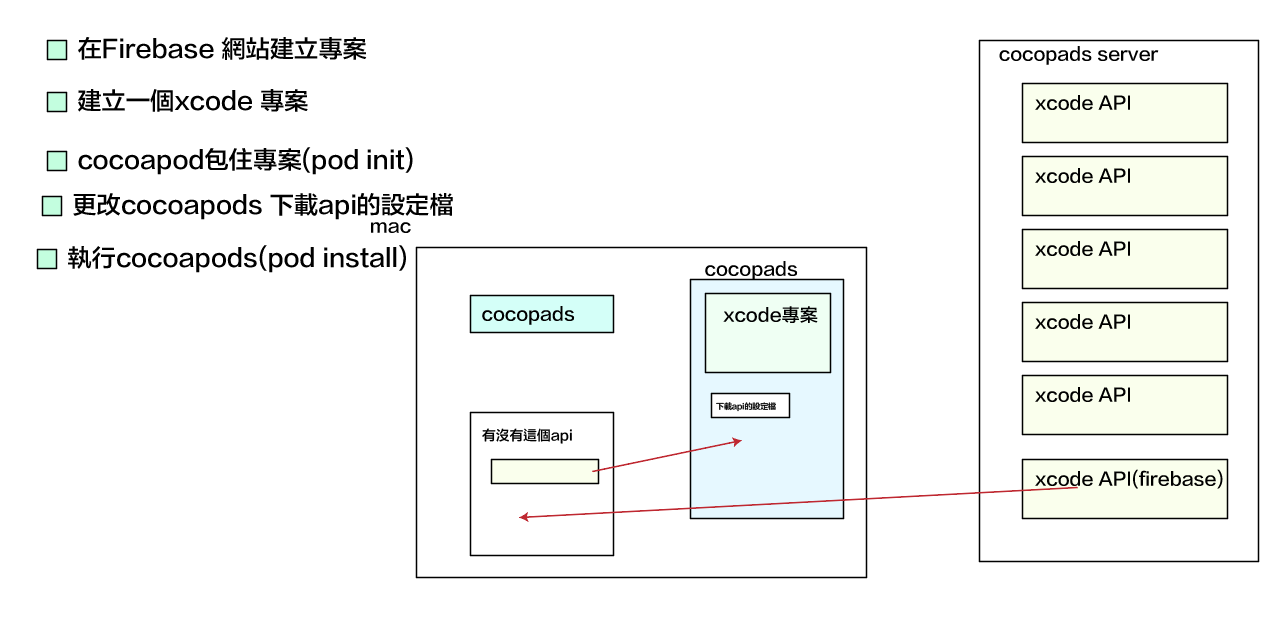 在Firebase 網站建立專案
建立一個xcode 專案
cocoapod包住專案(pod init)
更改cocoapods 下載api的設定檔
執行cocoapods(pod install)
mac
cocopads
cocopads
xcode專案
下載api的設定檔
有沒有這個api
cocopads server
xcode API
xcode API
xcode API
xcode API
xcode API
xcode API(firebase)